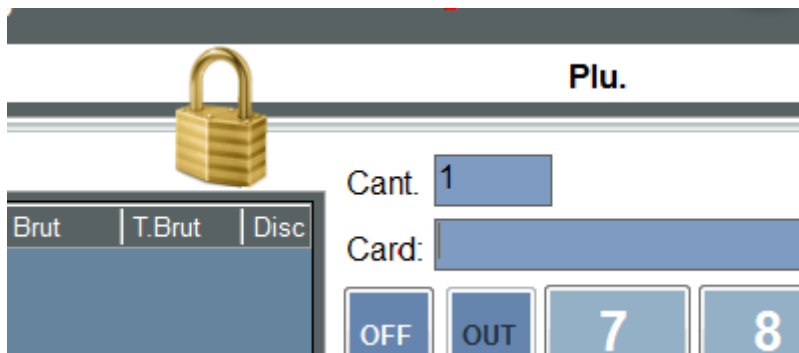 Plu.
Cant. 1
Brut T.Brut Disc
Card:
OFF OUT 7 8